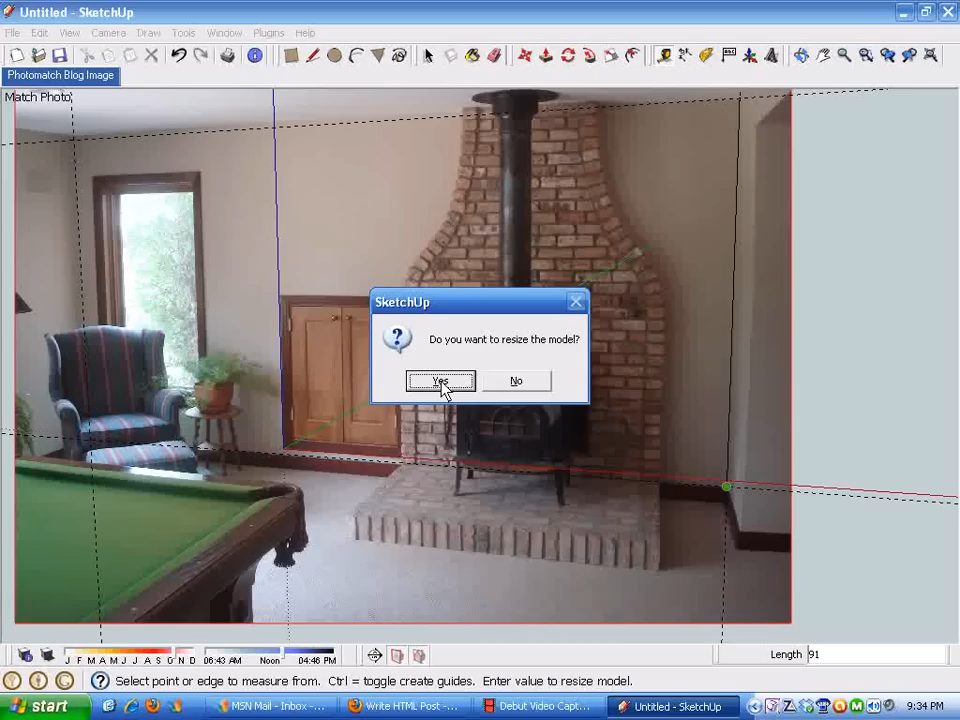 Untitled - SketchUp
File Edit View Camera Draw Tools Window Plugins Help
Photomatch Blog Image
Match Photo
SketchUp
Do you want to resize the model?
Yes No
J F M A M J J A S N D 06:43 AM Noon 04:46 PM Length 91
Select point or edge to measure from. Ctrl = toggle create guides. Enter value to resize model.
start MSN Mail - Inbox -... Write HTML Post -... Debut Video Capt... Untitled - SketchUp 9:34 PM